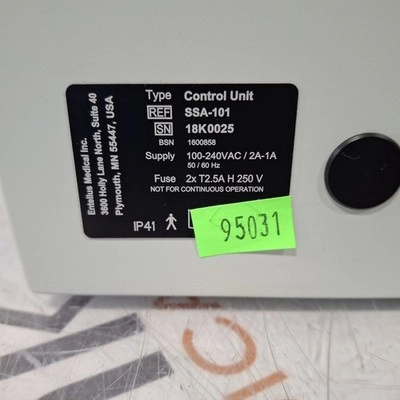 Entellus Medical Inc.
3600 Holly Lane North, Suite 40
Plymouth, MN 55447, USA
Type Control Unit
REF SSA-101
SN 18K0025
BSN 1600858
Supply 100-240VAC / 2A-1A
50 / 60 Hz
Fuse 2x T2.5A H 250 V
NOT FOR CONTINUOUS OPERATION
IP41
95031
IC